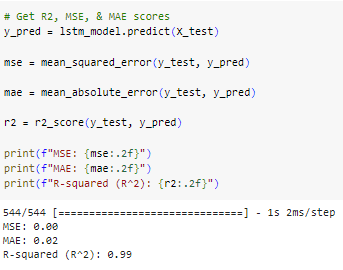 # Get R2, MSE, & MAE scores
y_pred = lstm_model.predict(X_test)
mse = mean_squared_error(y_test, y_pred)
mae = mean_absolute_error(y_test, y_pred)
r2 = r2_score(y_test, y_pred)
print(f"MSE: {mse:.2f}")
print(f"MAE: {mae:.2f}")
print(f"R-squared (R^2): {r2:.2f}")
544/544 [==============================] - 1s 2ms/step
MSE: 0.00
MAE: 0.02
R-squared (R^2): 0.99